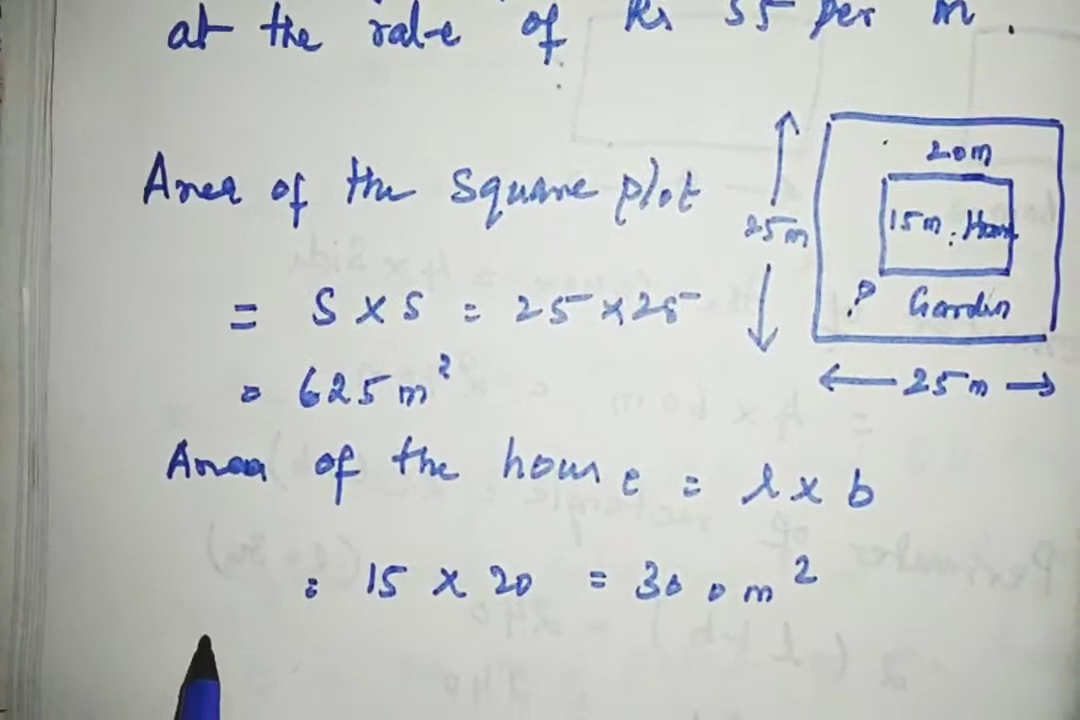 at the rate of Rs 55 per m.
Area of the square plot
= S x S = 25 x 25
= 625 m²
Area of the house = l x b
= 15 x 20 = 300 m²
20m
15m House
25m
? Garden
25m